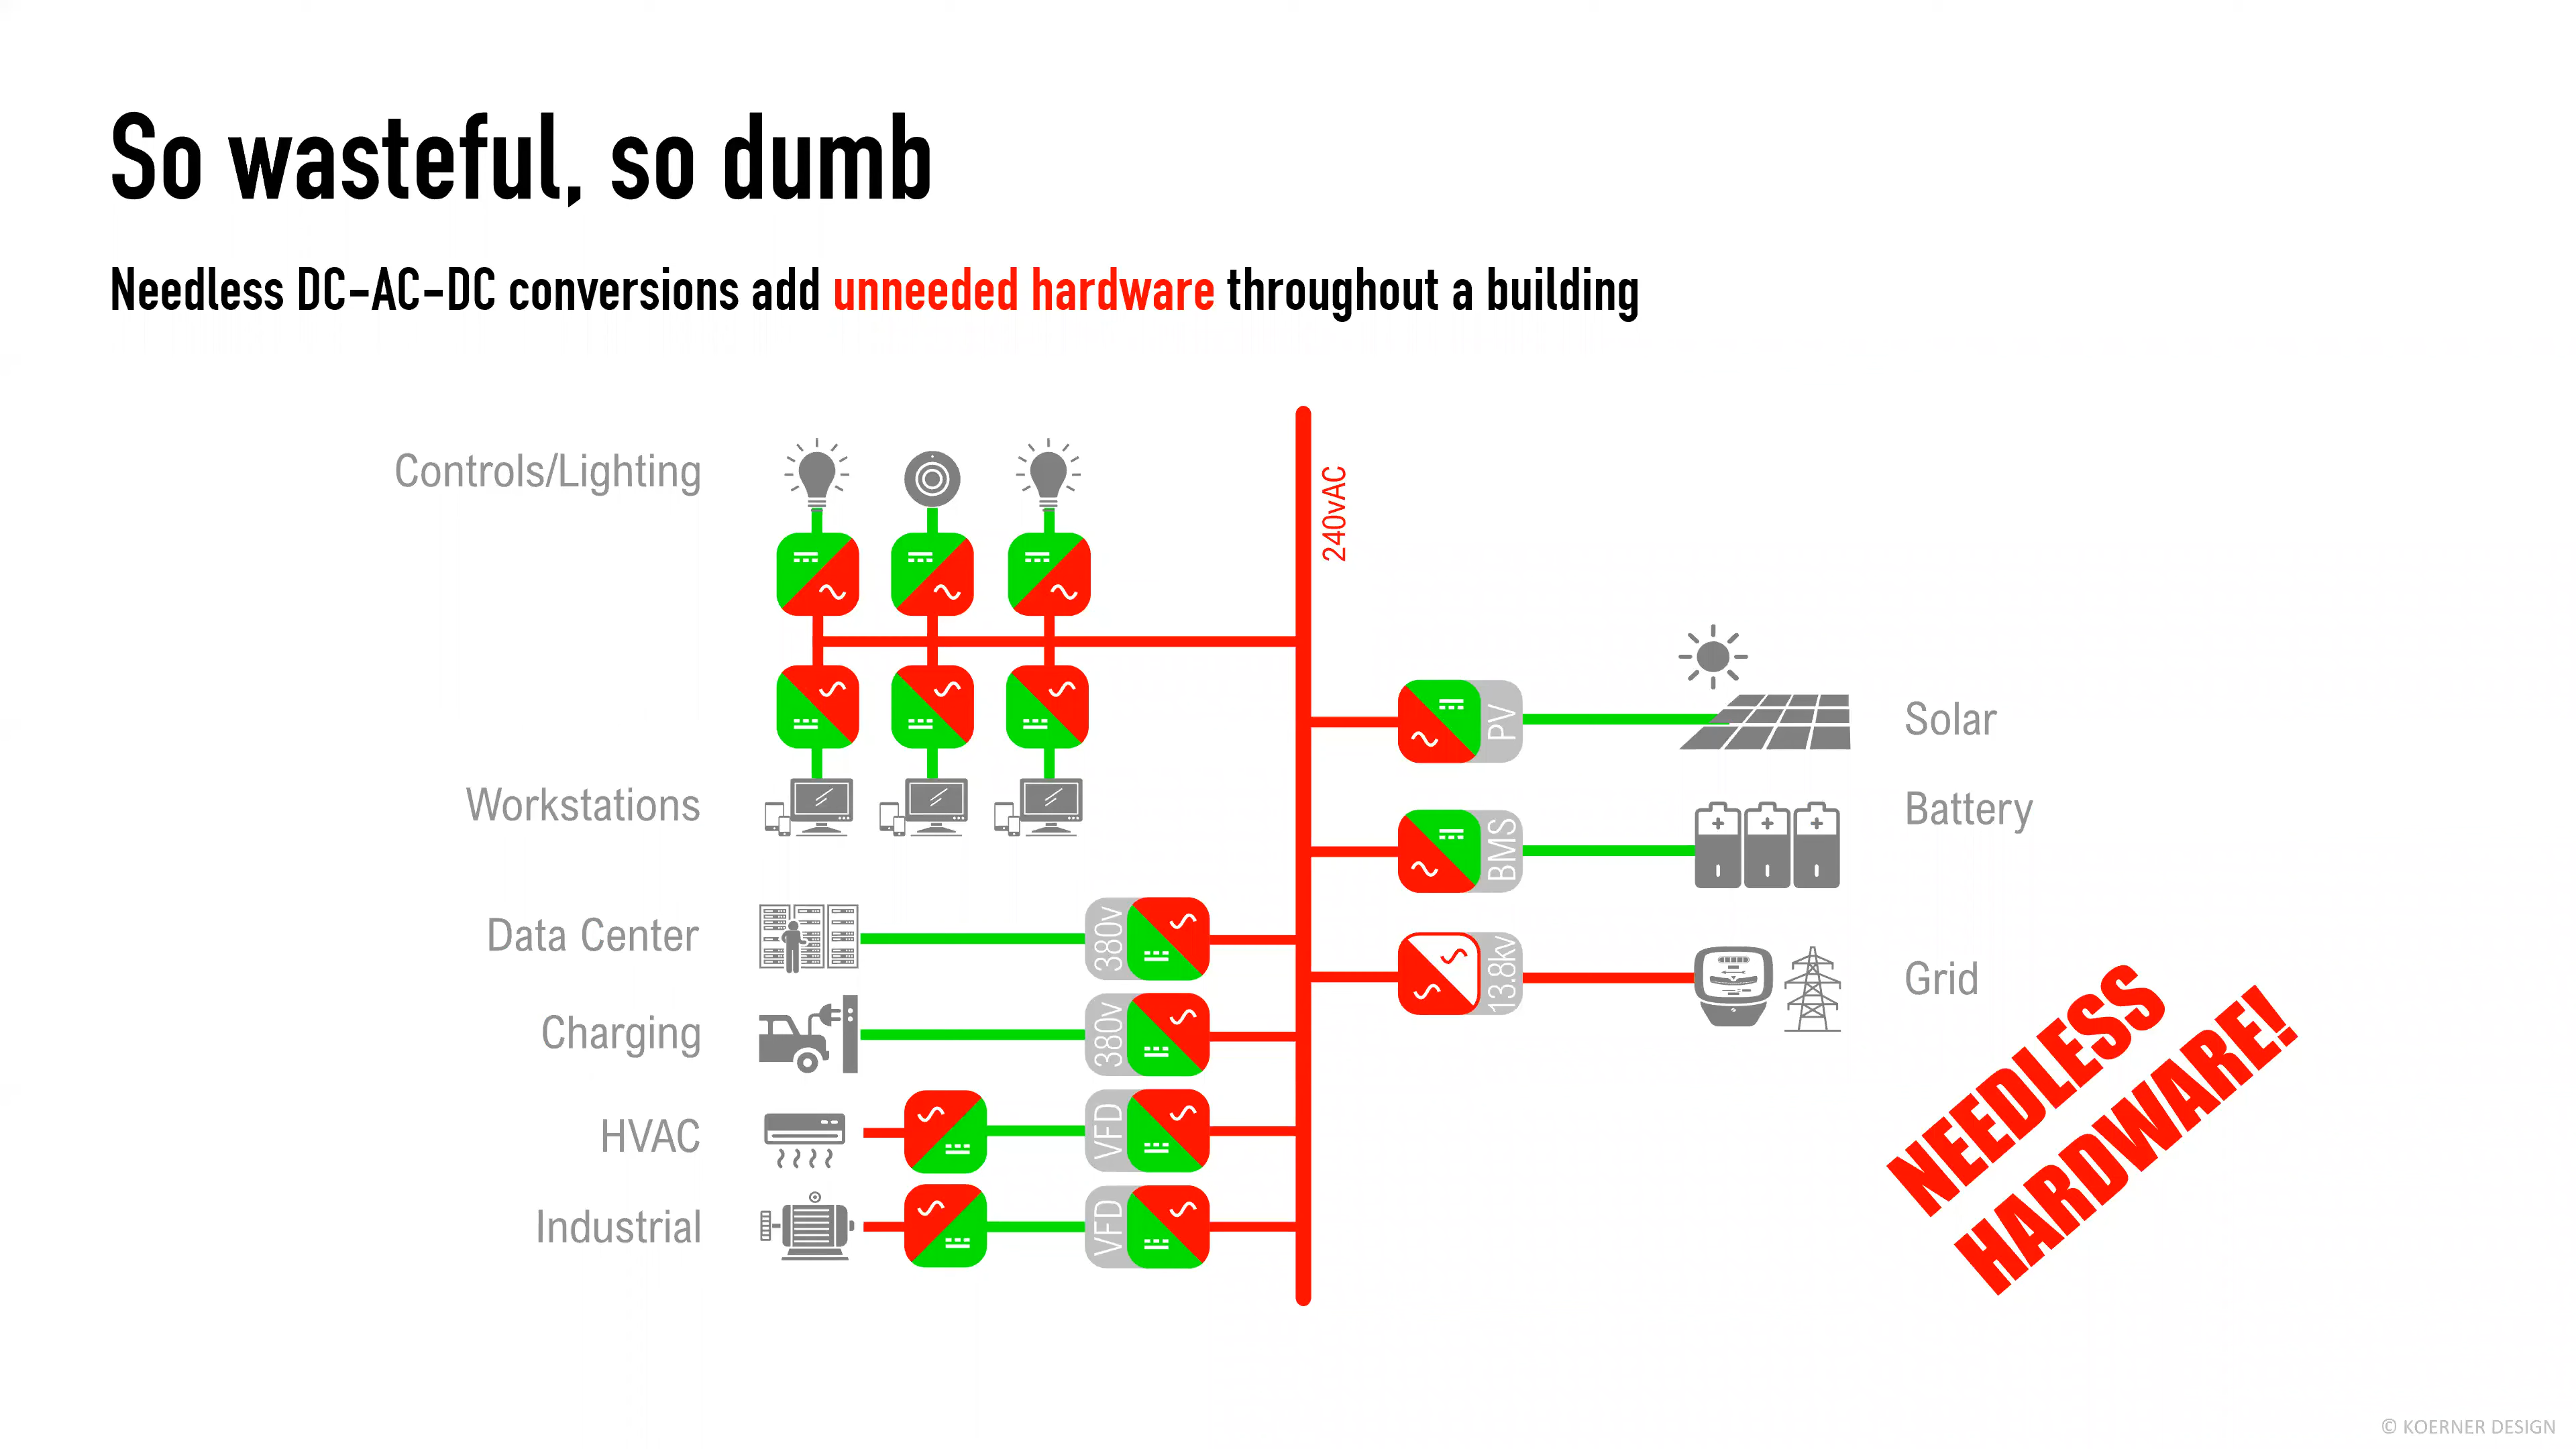 So wasteful, so dumb
Needless DC-AC-DC conversions add unneeded hardware throughout a building
Controls/Lighting
240vAC
Workstations
Data Center
380v
Charging
380v
HVAC
VFD
Industrial
VFD
PV
Solar
BMS
Battery
13.8kv
Grid
NEEDLESS
HARDWARE!
© KOERNER DESIGN